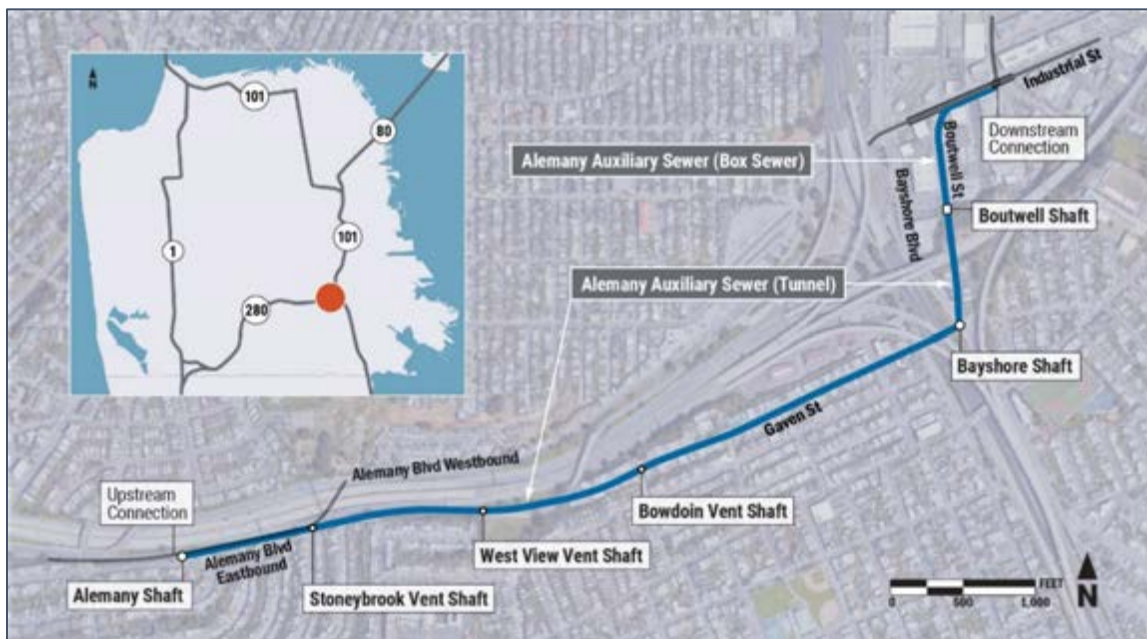 N
101
80
1
101
280
Industrial St
Downstream
Connection
Boutwell St
Alemany Auxiliary Sewer (Box Sewer)
Bayshore Blvd
Boutwell Shaft
Alemany Auxiliary Sewer (Tunnel)
Bayshore Shaft
Gaven St
Alemany Blvd Westbound
Upstream
Connection
Bowdoin Vent Shaft
West View Vent Shaft
Alemany Blvd
Eastbound
Alemany Shaft
Stoneybrook Vent Shaft
FEET
0 500 1,000
N